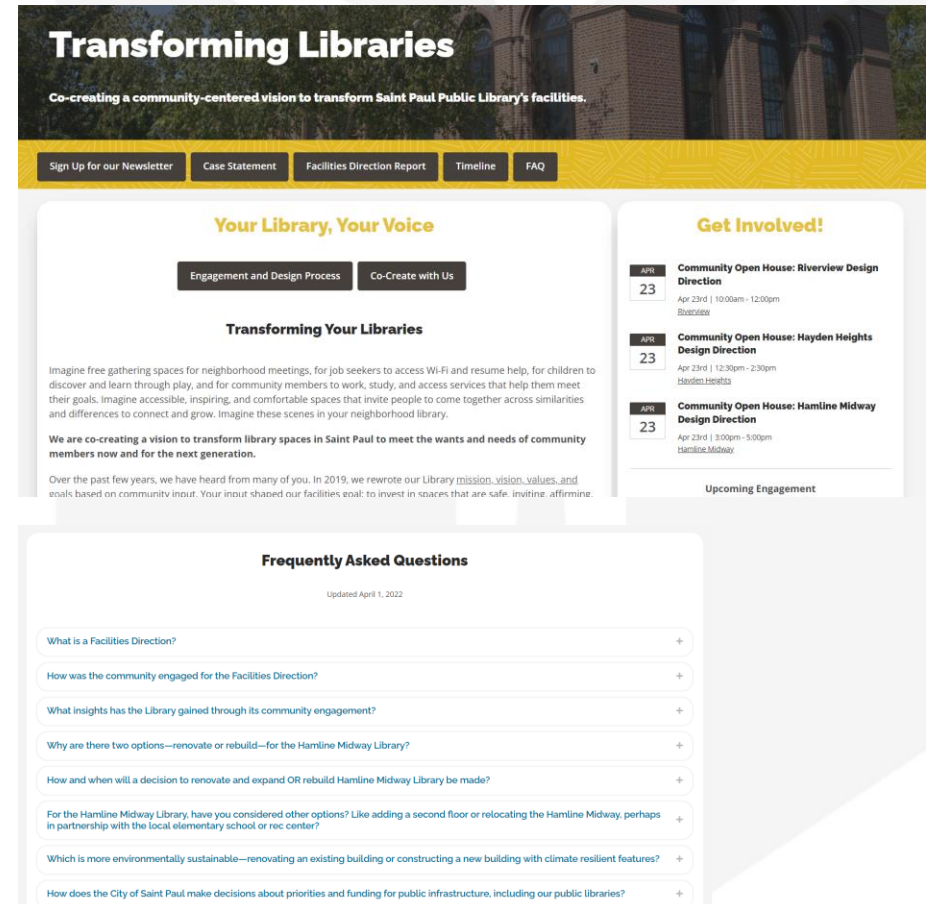 Transforming Libraries
Co-creating a community-centered vision to transform Saint Paul Public Library's facilities.
Sign Up for our Newsletter
Case Statement
Facilities Direction Report
Timeline
FAQ
Your Library, Your Voice
Engagement and Design Process
Co-Create with Us
Transforming Your Libraries
Imagine free gathering spaces for neighborhood meetings, for job seekers to access Wi-Fi and resume help, for children to
discover and learn through play, and for community members to work, study, and access services that help them meet
their goals. Imagine accessible, inspiring, and comfortable spaces that invite people to come together across similarities
and differences to connect and grow. Imagine these scenes in your neighborhood library.
We are co-creating a vision to transform library spaces in Saint Paul to meet the wants and needs of community
members now and for the next generation.
Over the past few years, we have heard from many of you. In 2019, we rewrote our Library mission, vision, values, and
goals based on community input. Your input shaped our facilities goal: to invest in spaces that are safe, inviting, affirming,
Get Involved!
APR
23
Community Open House: Riverview Design
Direction
Apr 23rd | 10:00am - 12:00pm
Riverview
APR
23
Community Open House: Hayden Heights
Design Direction
Apr 23rd | 12:30pm - 2:30pm
Hayden Heights
APR
23
Community Open House: Hamline Midway
Design Direction
Apr 23rd | 3:00pm - 5:00pm
Hamline Midway
Upcoming Engagement
Frequently Asked Questions
Updated April 1, 2022
What is a Facilities Direction? +
How was the community engaged for the Facilities Direction? +
What insights has the Library gained through its community engagement? +
Why are there two options—renovate or rebuild—for the Hamline Midway Library? +
How and when will a decision to renovate and expand OR rebuild Hamline Midway Library be made? +
For the Hamline Midway Library, have you considered other options? Like adding a second floor or relocating the Hamline Midway, perhaps
in partnership with the local elementary school or rec center? +
Which is more environmentally sustainable—renovating an existing building or constructing a new building with climate resilient features? +
How does the City of Saint Paul make decisions about priorities and funding for public infrastructure, including our public libraries? +